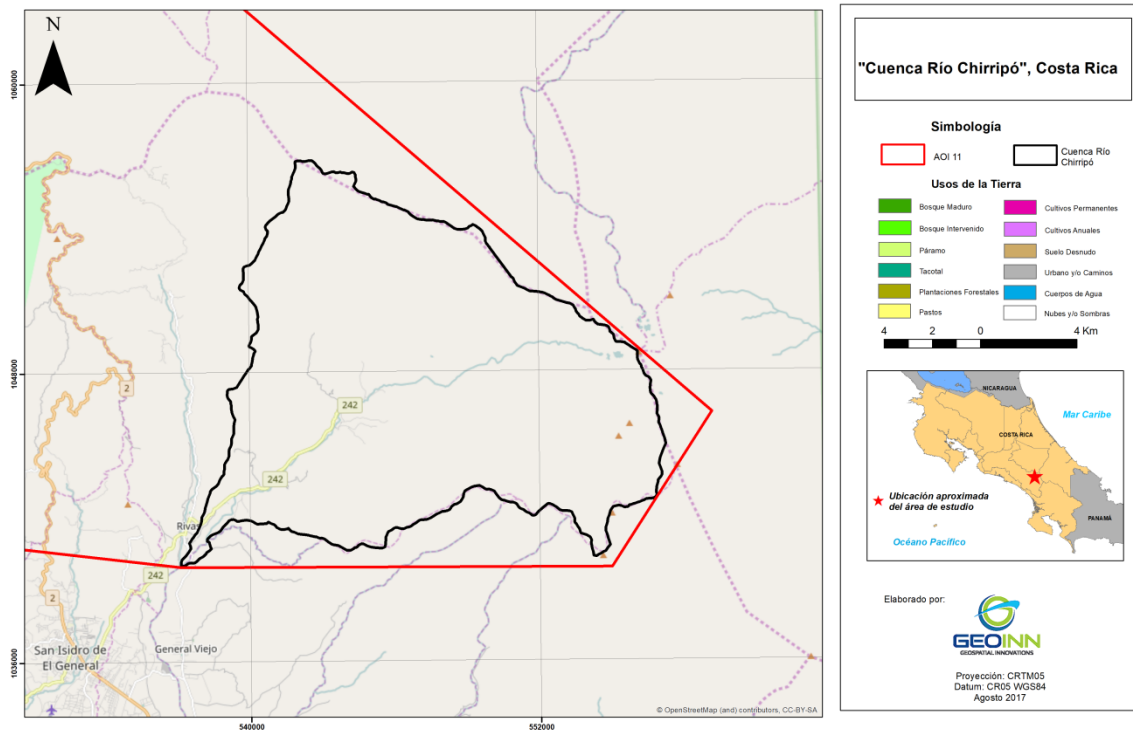 N
1060000
1048000
1036000
540000
552000
2
242
242
Rivas
242
2
San Isidro de
El General
General Viejo
© OpenStreetMap (and) contributors, CC-BY-SA
"Cuenca Río Chirripó", Costa Rica
Simbología
AOI 11
Cuenca Río
Chirripó
Usos de la Tierra
Bosque Maduro
Bosque Intervenido
Páramo
Tacotal
Plantaciones Forestales
Pastos
Cultivos Permanentes
Cultivos Anuales
Suelo Desnudo
Urbano y/o Caminos
Cuerpos de Agua
Nubes y/o Sombras
4 2 0 4 Km
NICARAGUA
Mar Caribe
COSTA RICA
Ubicación aproximada
del área de estudio
PANAMÁ
Océano Pacífico
Elaborado por:
GEOINN
GEOSPATIAL INNOVATIONS
Proyección: CRTM05
Datum: CR05 WGS84
Agosto 2017